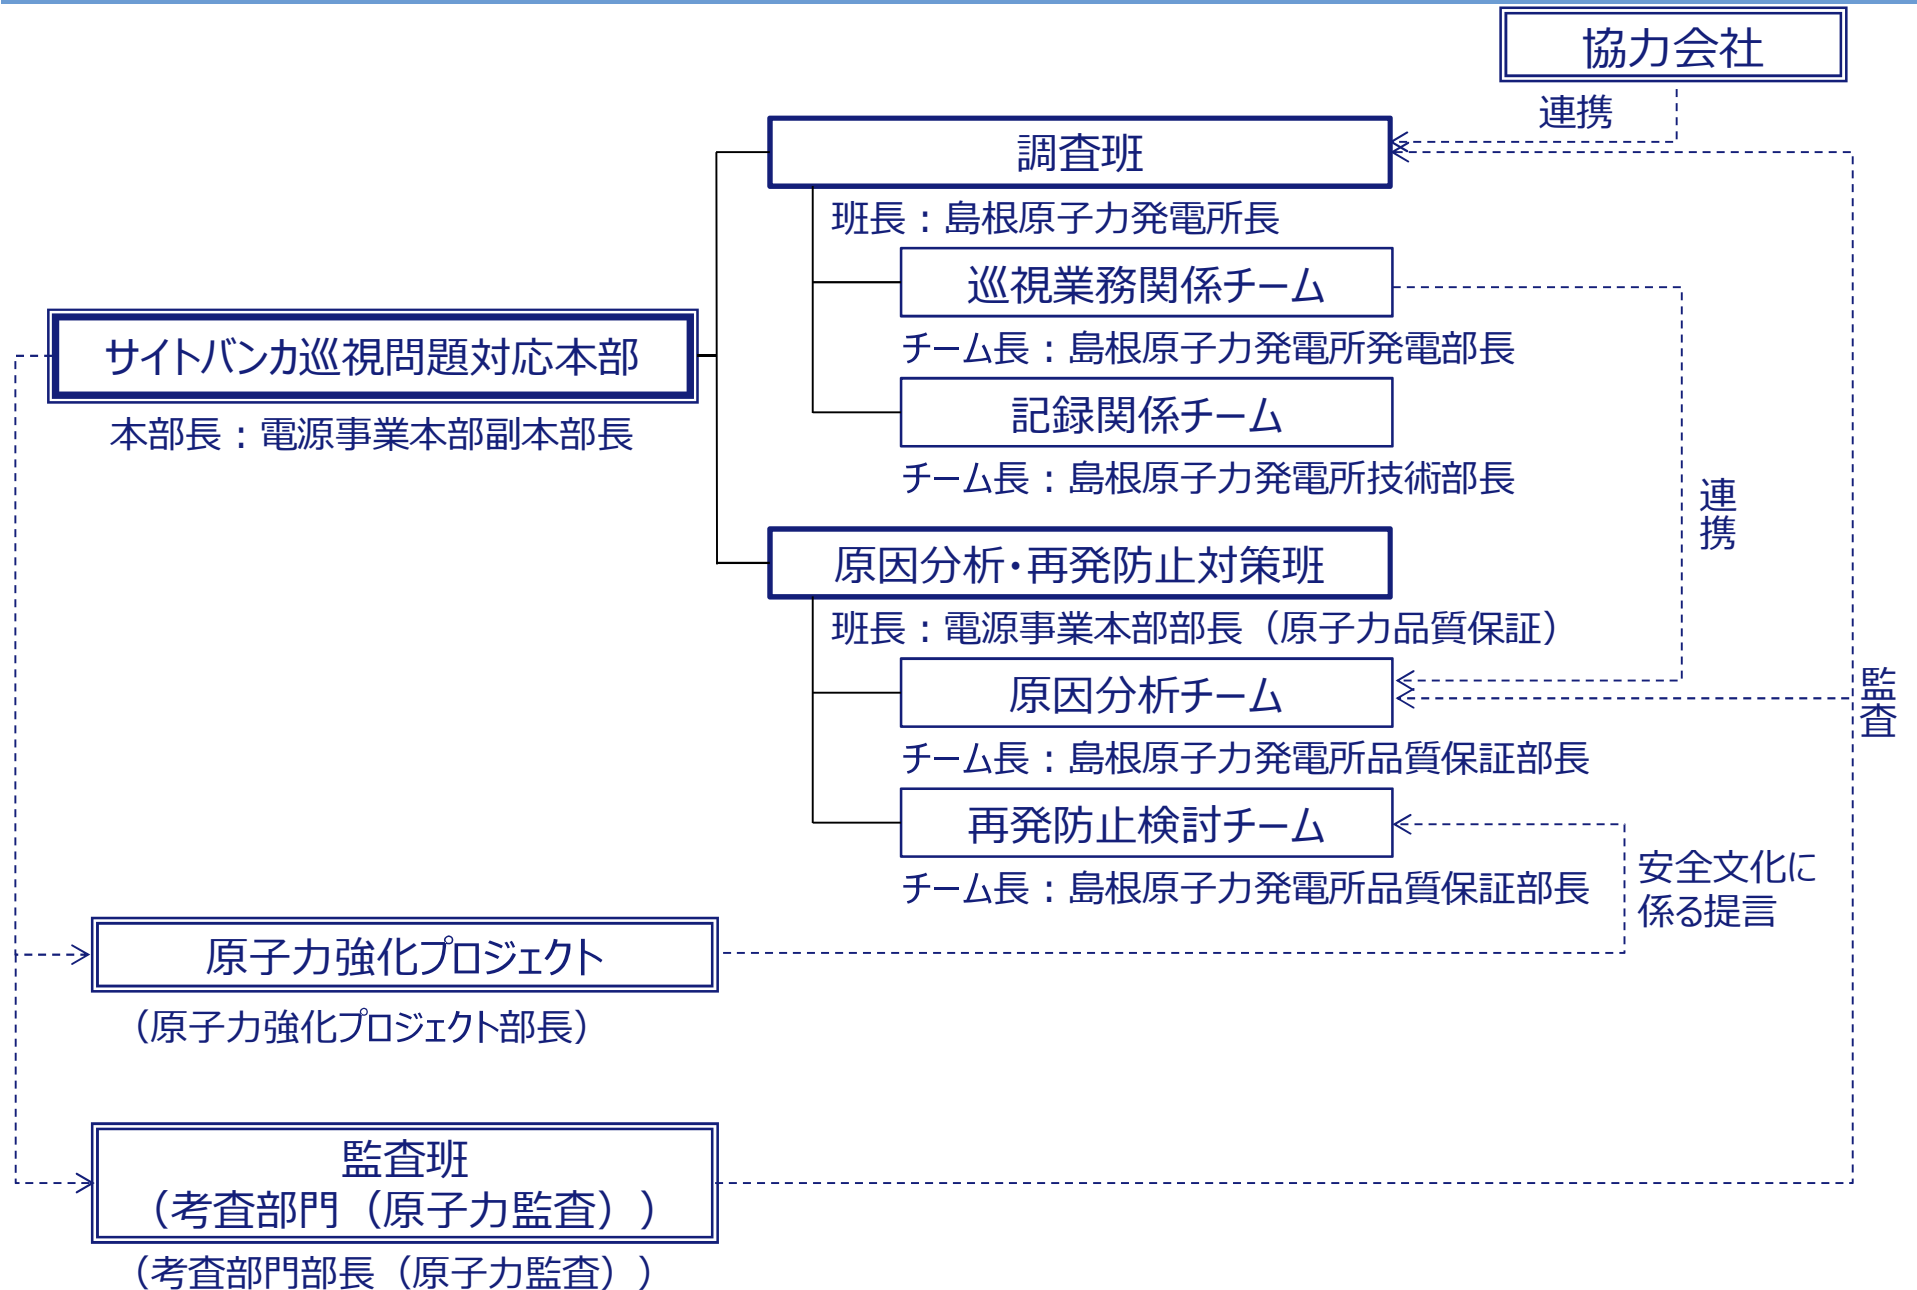 協力会社
連携
調査班
班長：島根原子力発電所長
巡視業務関係チーム
チーム長：島根原子力発電所発電部長
サイトバンカ巡視問題対応本部
本部長：電源事業本部副本部長
記録関係チーム
チーム長：島根原子力発電所技術部長
連携
原因分析・再発防止対策班
班長：電源事業本部部長（原子力品質保証）
原因分析チーム
監査
チーム長：島根原子力発電所品質保証部長
再発防止検討チーム
チーム長：島根原子力発電所品質保証部長
安全文化に
係る提言
原子力強化プロジェクト
（原子力強化プロジェクト部長）
監査班
（考査部門（原子力監査））
（考査部門部長（原子力監査））